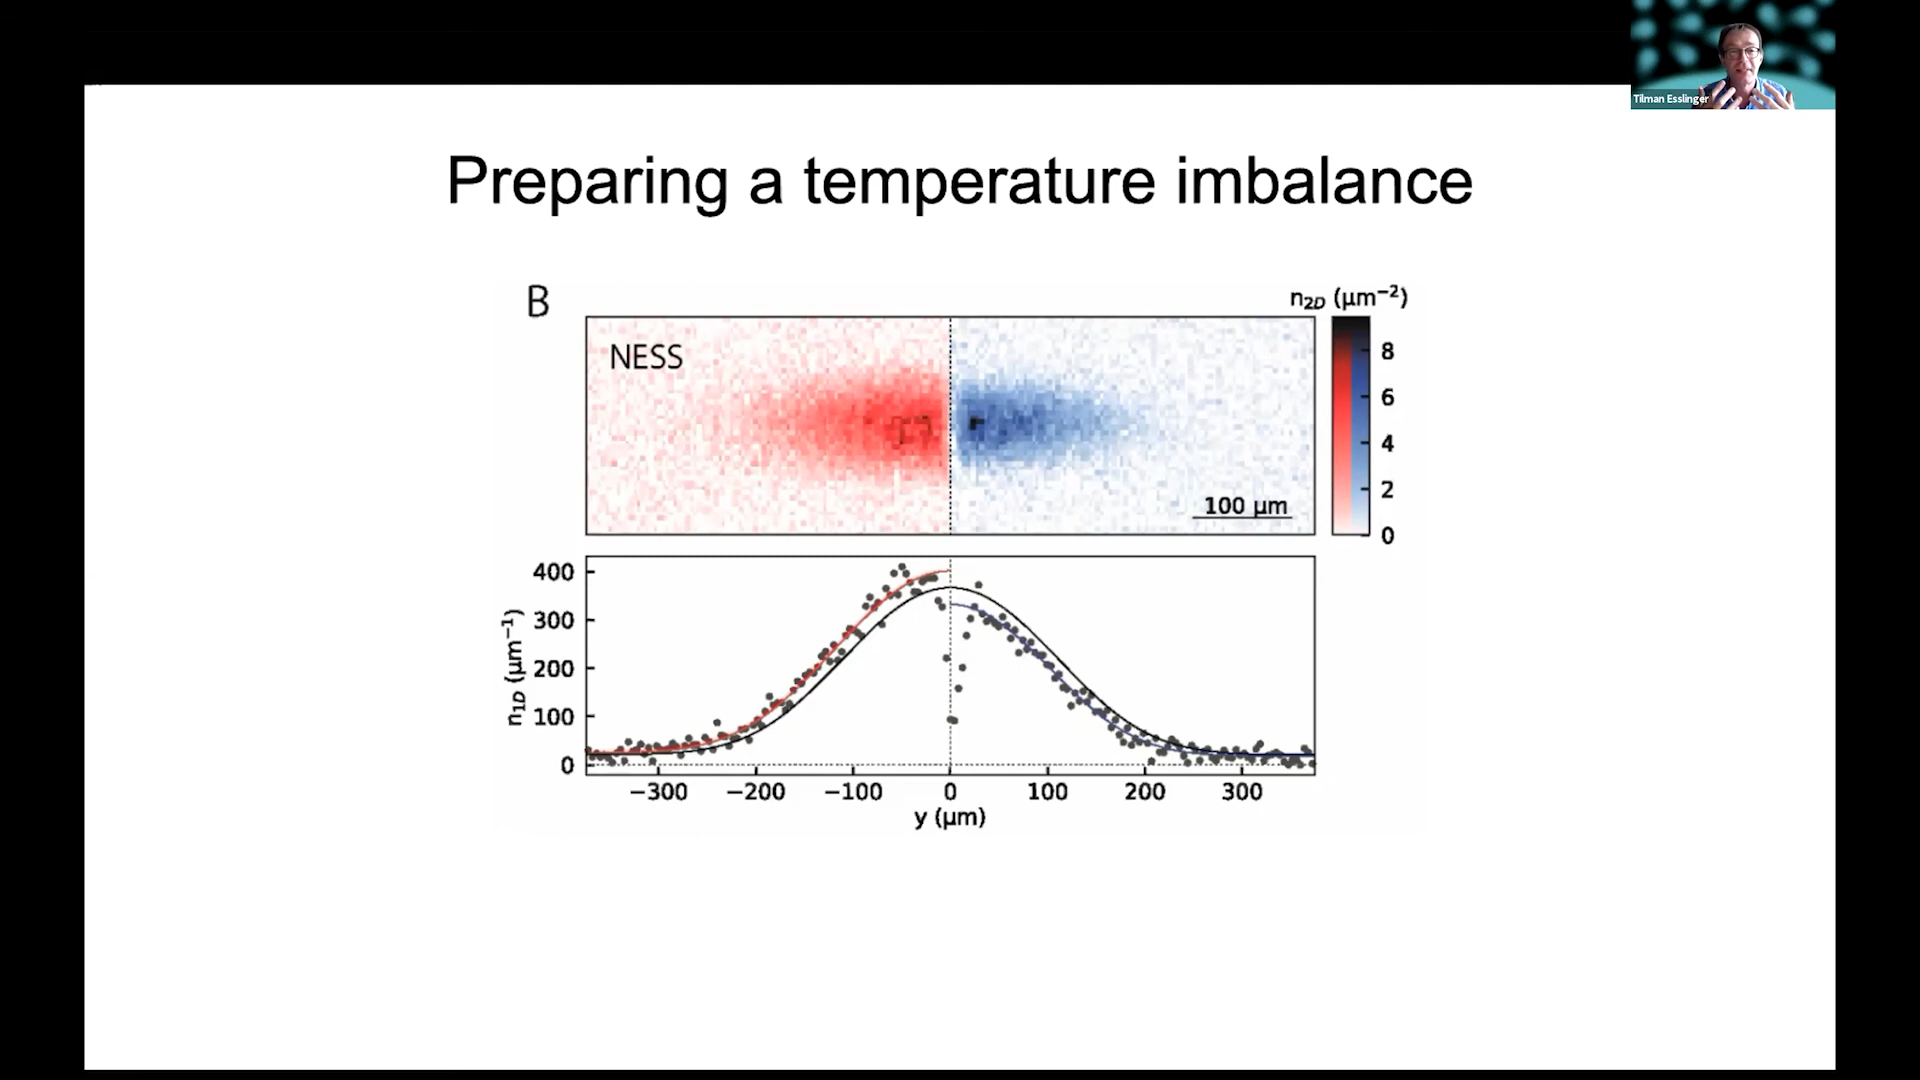 Tilman Esslinger
Preparing a temperature imbalance
B
n2D (μm−2)
NESS
8
6
4
2
0
100 μm
400
300
200
100
0
n1D (μm−1)
−300 −200 −100 0 100 200 300
y (μm)